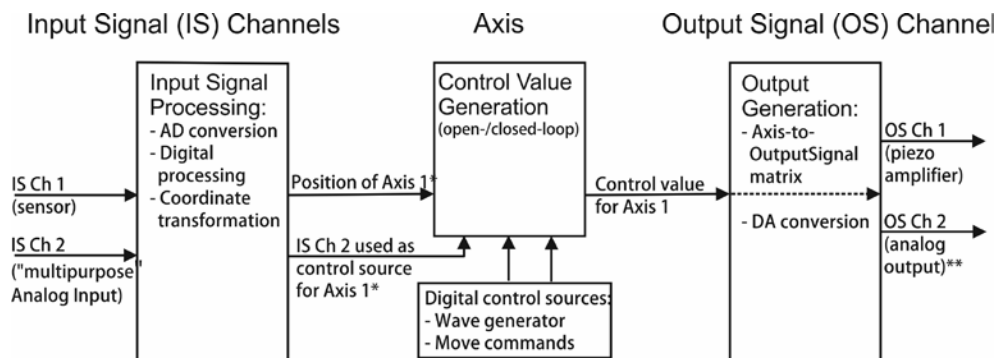 Input Signal (IS) Channels
Axis
Output Signal (OS) Channel
Input Signal
Processing:
- AD conversion
- Digital
processing
- Coordinate
transformation
IS Ch 1
(sensor)
IS Ch 2
("multipurpose"
Analog Input)
Position of Axis 1*
IS Ch 2 used as
control source
for Axis 1*
Control Value
Generation
(open-/closed-loop)
Digital control sources:
- Wave generator
- Move commands
Control value
for Axis 1
Output
Generation:
- Axis-to-
OutputSignal
matrix
- DA conversion
OS Ch 1
(piezo
amplifier)
OS Ch 2
(analog
output)**